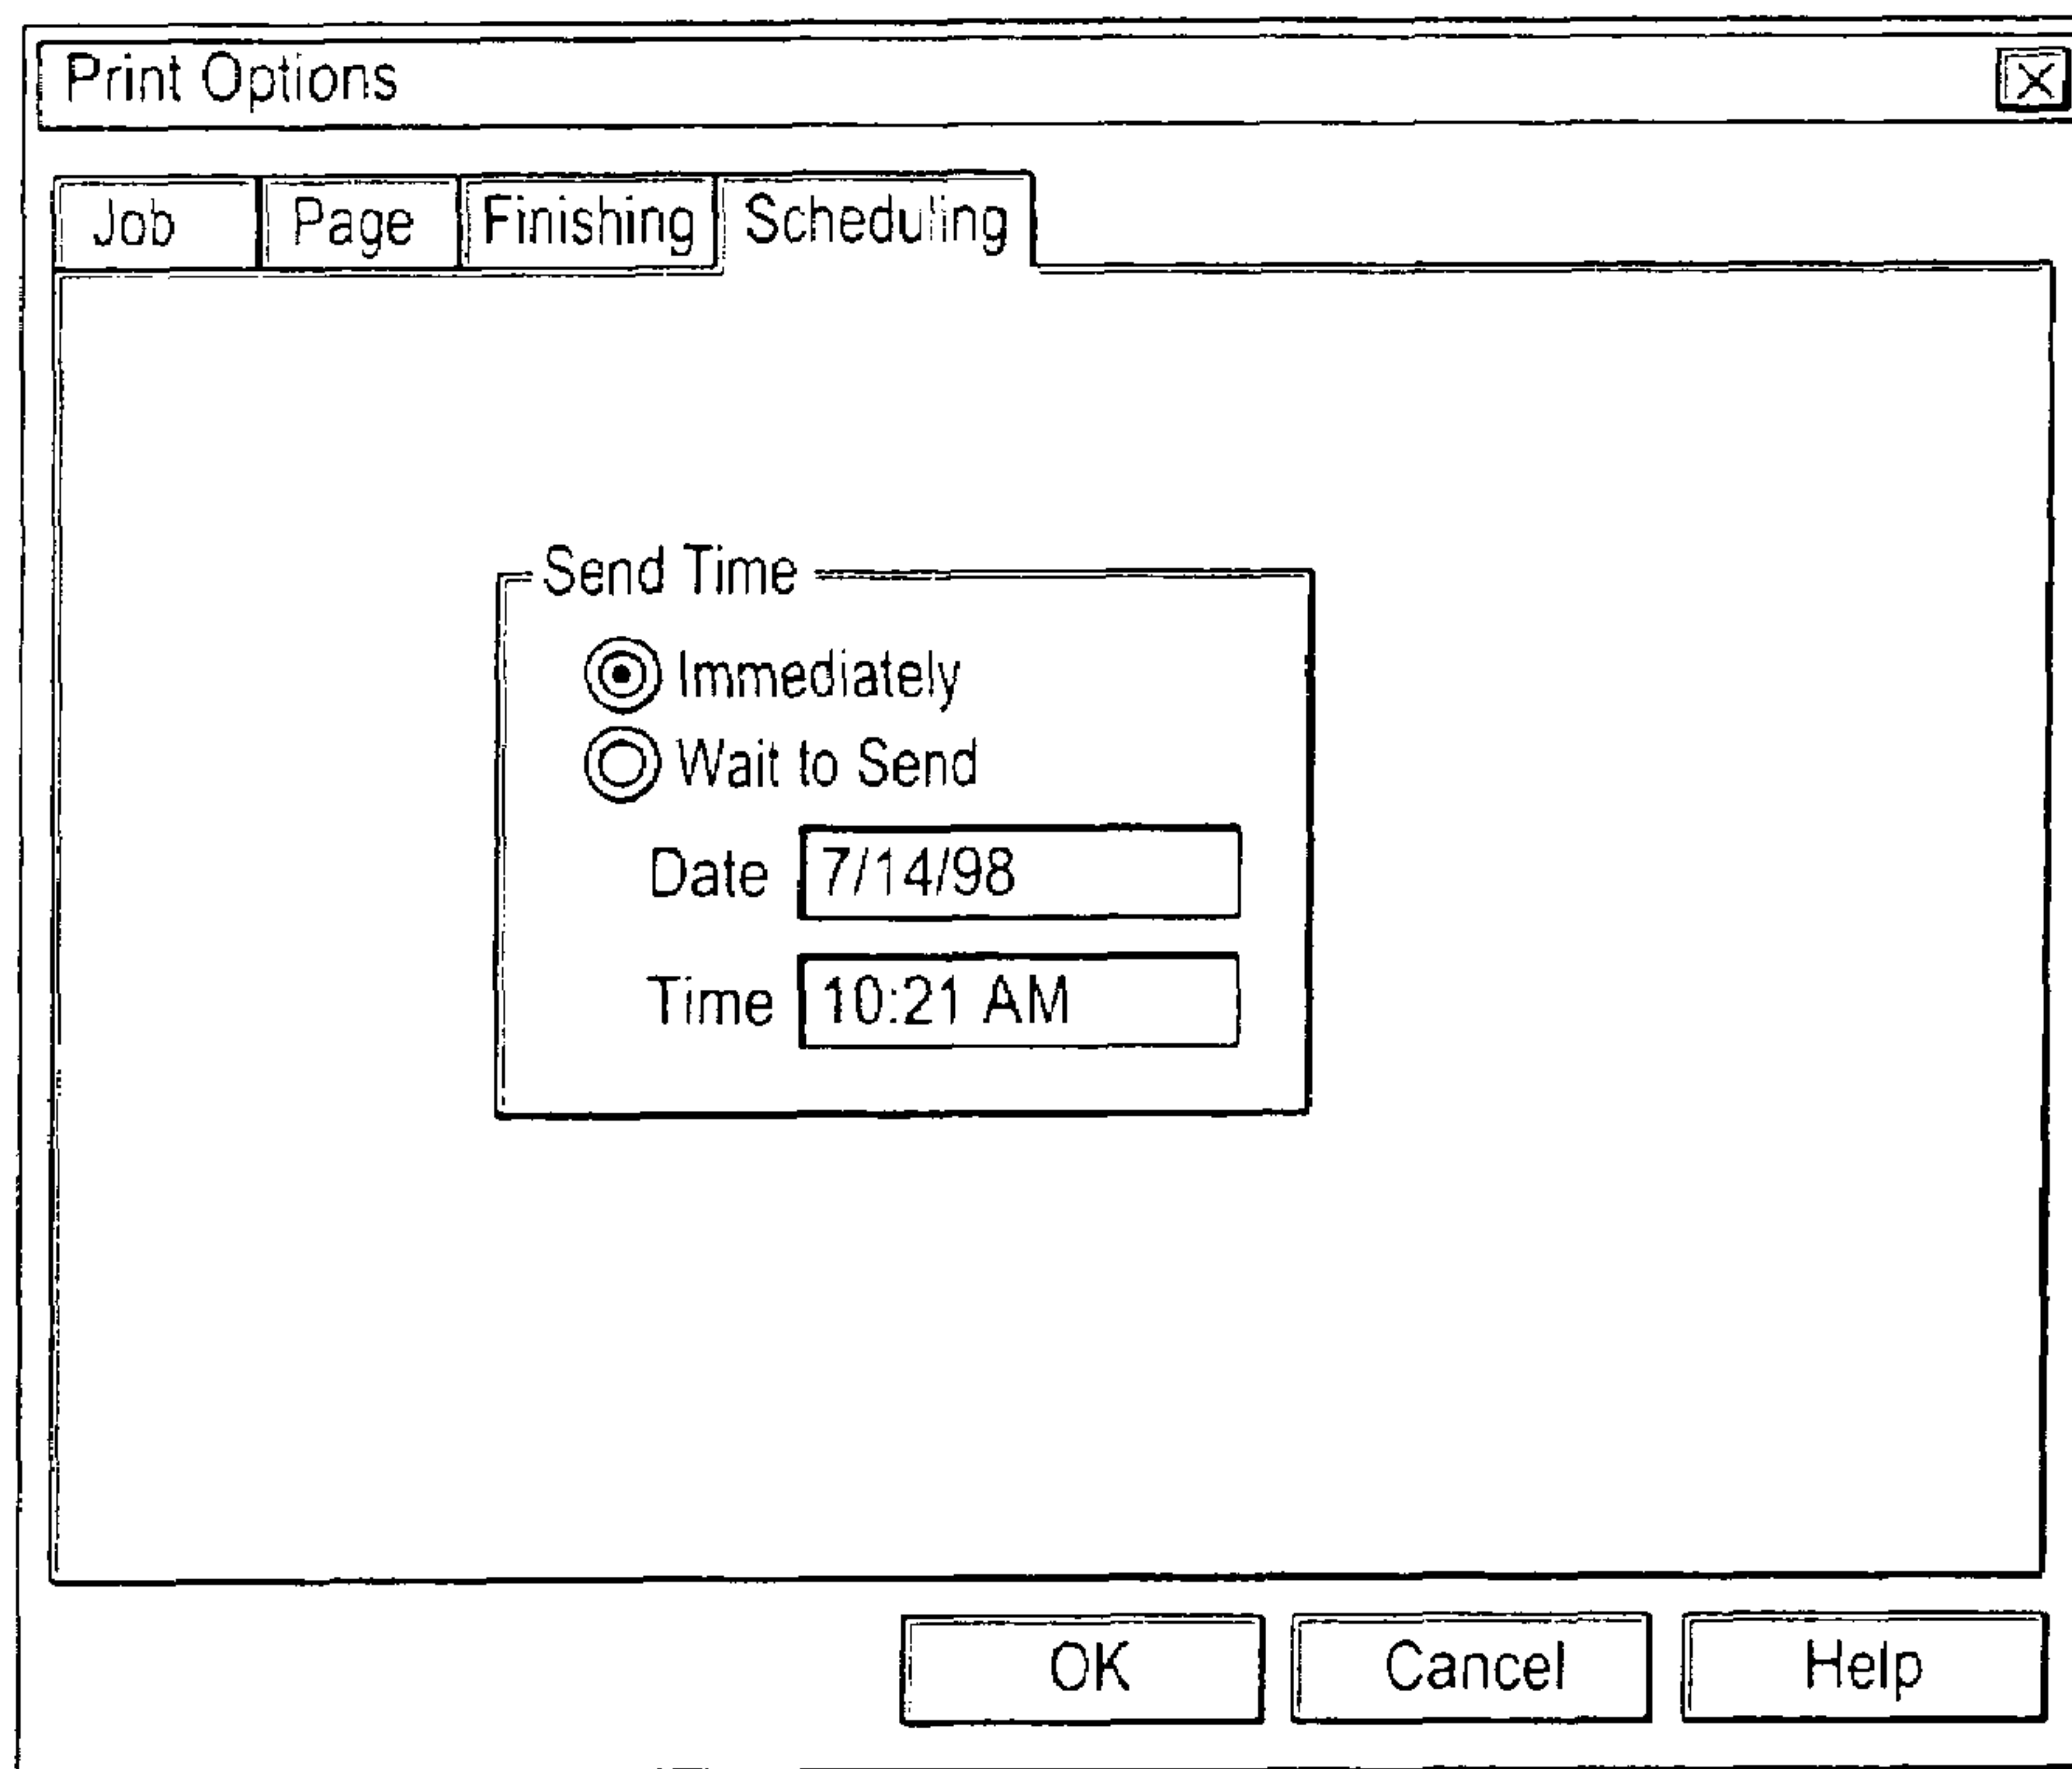 Print Options
Job Page Finishing Scheduling
Send Time
Immediately
Wait to Send
Date 7/14/98
Time 10:21 AM
OK Cancel Help